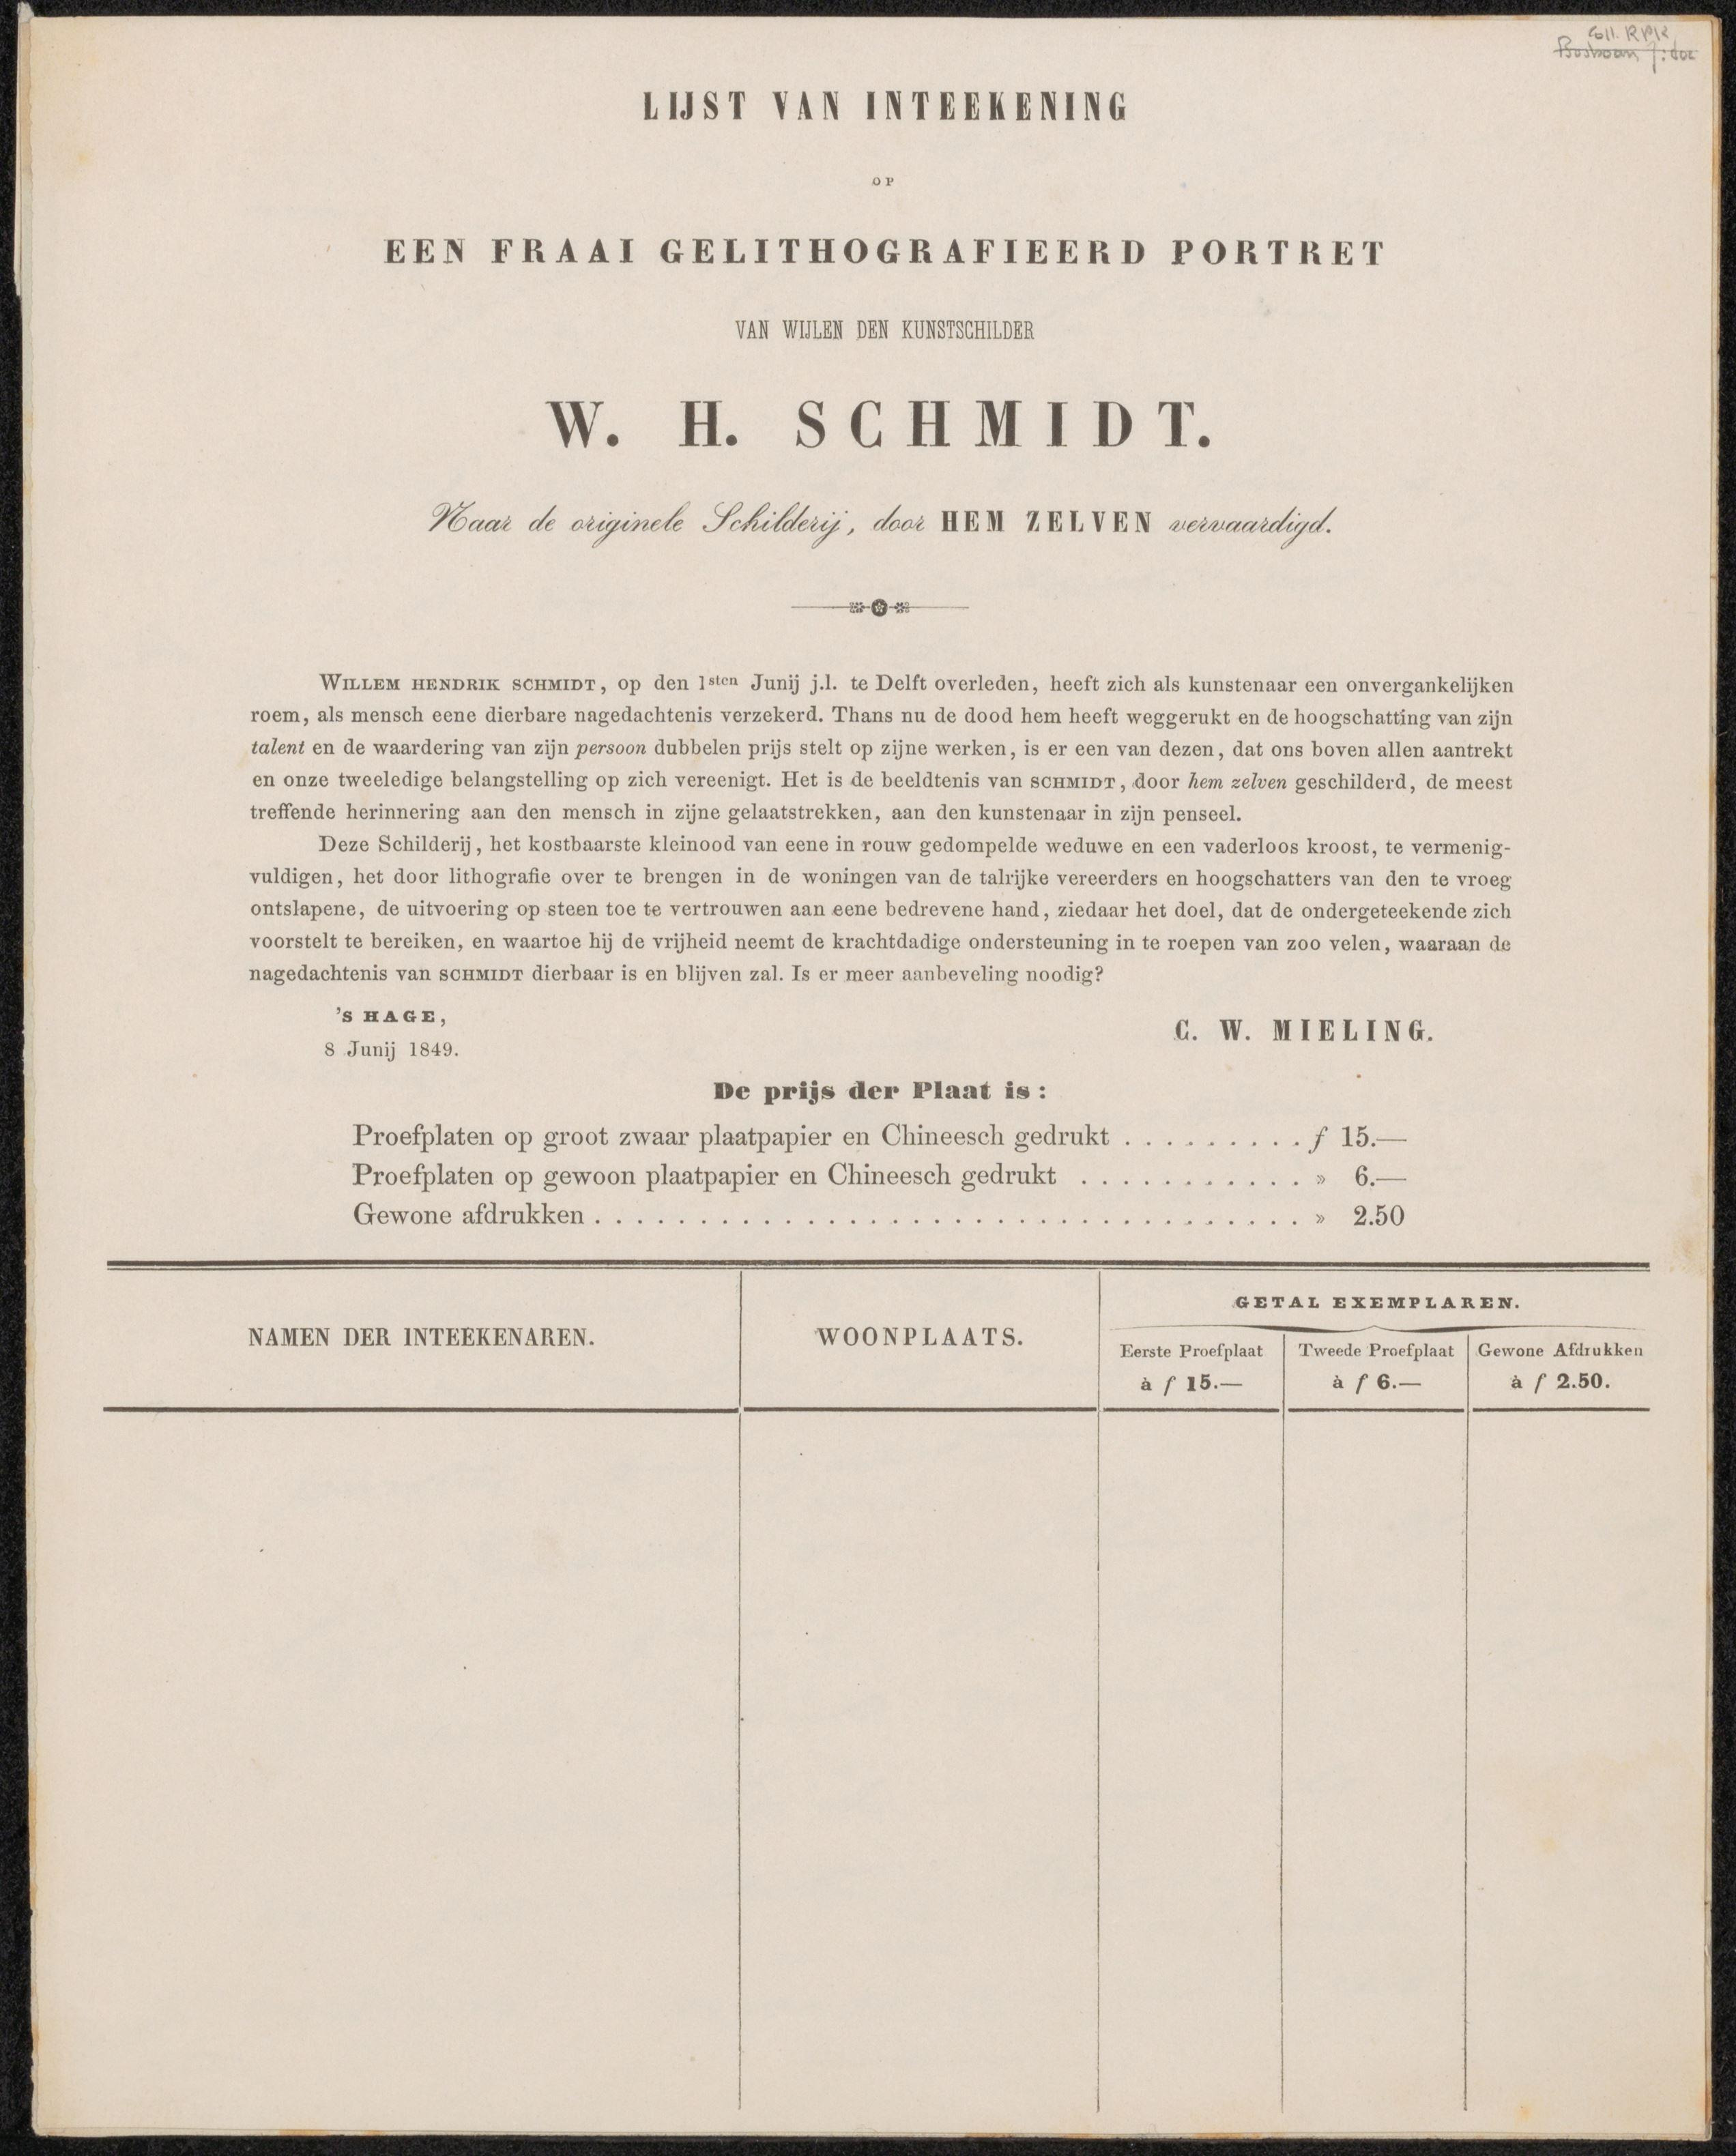 Coll. RPK
LIJST VAN INTEEKENING
OP
EEN FRAAI GELITHOGRAFIEERD PORTRET
VAN WIJLEN DEN KUNSTSCHILDER
W. H. SCHMIDT.
Naar de originele Schilderij, door HEM ZELVEN vervaardigd.
WILLEM HENDRIK SCHMIDT, op den 1sten Junij j.l. te Delft overleden, heeft zich als kunstenaar een onvergankelijken
roem, als mensch eene dierbare nagedachtenis verzekerd. Thans nu de dood hem heeft weggerukt en de hoogschatting van zijn
talent en de waardering van zijn persoon dubbelen prijs stelt op zijne werken, is er een van dezen, dat ons boven allen aantrekt
en onze tweeledige belangstelling op zich vereenigt. Het is de beeldtenis van SCHMIDT, door hem zelven geschilderd, de meest
treffende herinnering aan den mensch in zijne gelaatstrekken, aan den kunstenaar in zijn penseel.
Deze Schilderij, het kostbaarste kleinood van eene in rouw gedompelde weduwe en een vaderloos kroost, te vermenig-
vuldigen, het door lithografie over te brengen in de woningen van de talrijke vereerders en hoogschatters van den te vroeg
ontslapene, de uitvoering op steen toe te vertrouwen aan eene bedrevene hand, ziedaar het doel, dat de ondergeteekende zich
voorstelt te bereiken, en waartoe hij de vrijheid neemt de krachtdadige ondersteuning in te roepen van zoo velen, waaraan de
nagedachtenis van SCHMIDT dierbaar is en blijven zal. Is er meer aanbeveling noodig?
'S HAGE,
8 Junij 1849.
C. W. MIELING.
De prijs der Plaat is:
Proefplaten op groot zwaar plaatpapier en Chineesch gedrukt . . . . . . . . . f 15.—
Proefplaten op gewoon plaatpapier en Chineesch gedrukt . . . . . . . . . . . » 6.—
Gewone afdrukken . . . . . . . . . . . . . . . . . . . . . . . . . . . . . . . . . . » 2.50
NAMEN DER INTEEKENAREN.
WOONPLAATS.
GETAL EXEMPLAREN.
Eerste Proefplaat
à f 15.—
Tweede Proefplaat
à f 6.—
Gewone Afdrukken
à f 2.50.